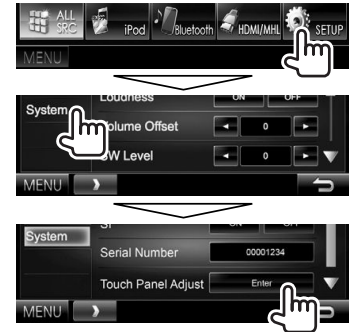 ALL SRC iPod Bluetooth HDMI/MHL SETUP
MENU
Loudness ON OFF
System
Volume Offset 0
SW Level 0
MENU
ON OFF
System
Serial Number 00001234
Touch Panel Adjust Enter
MENU